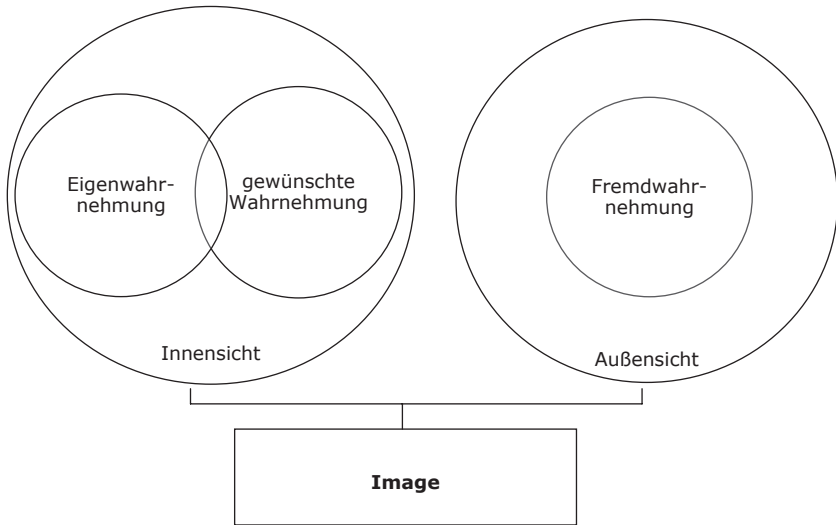 Eigenwahr-
nehmung
gewünschte
Wahrnehmung
Innensicht
Fremdwahr-
nehmung
Außensicht
Image